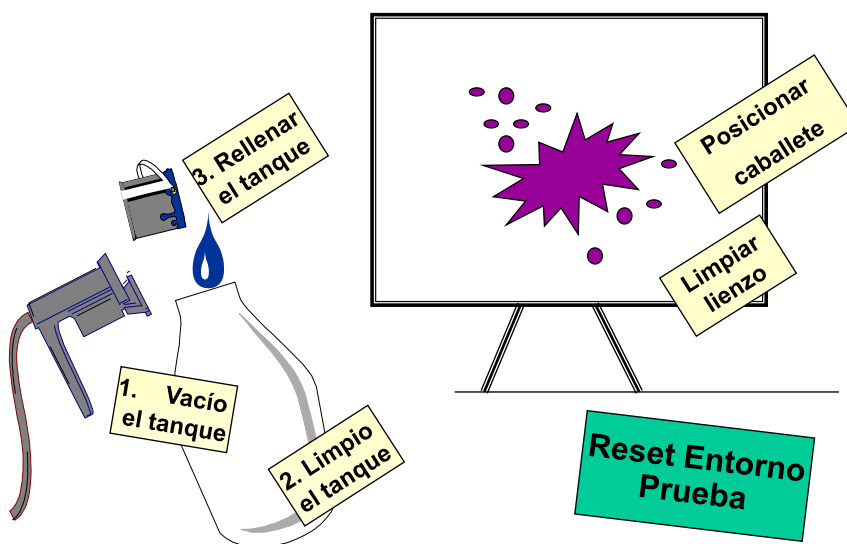 3. Rellenar
el tanque
1. Vacío
el tanque
2. Limpio
el tanque
Posicionar
caballete
Limpiar
lienzo
Reset Entorno
Prueba